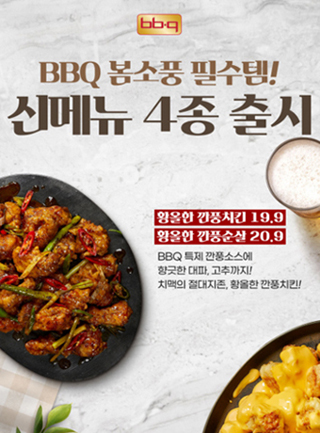 bb.q
BBQ 봄소풍 필수템!
신메뉴 4종 출시
황올한 깐풍치킨 19.9
황올한 깐풍순살 20.9
BBQ 특제 깐풍소스에
향긋한 대파, 고추까지!
치맥의 절대지존, 황올한 깐풍치킨!